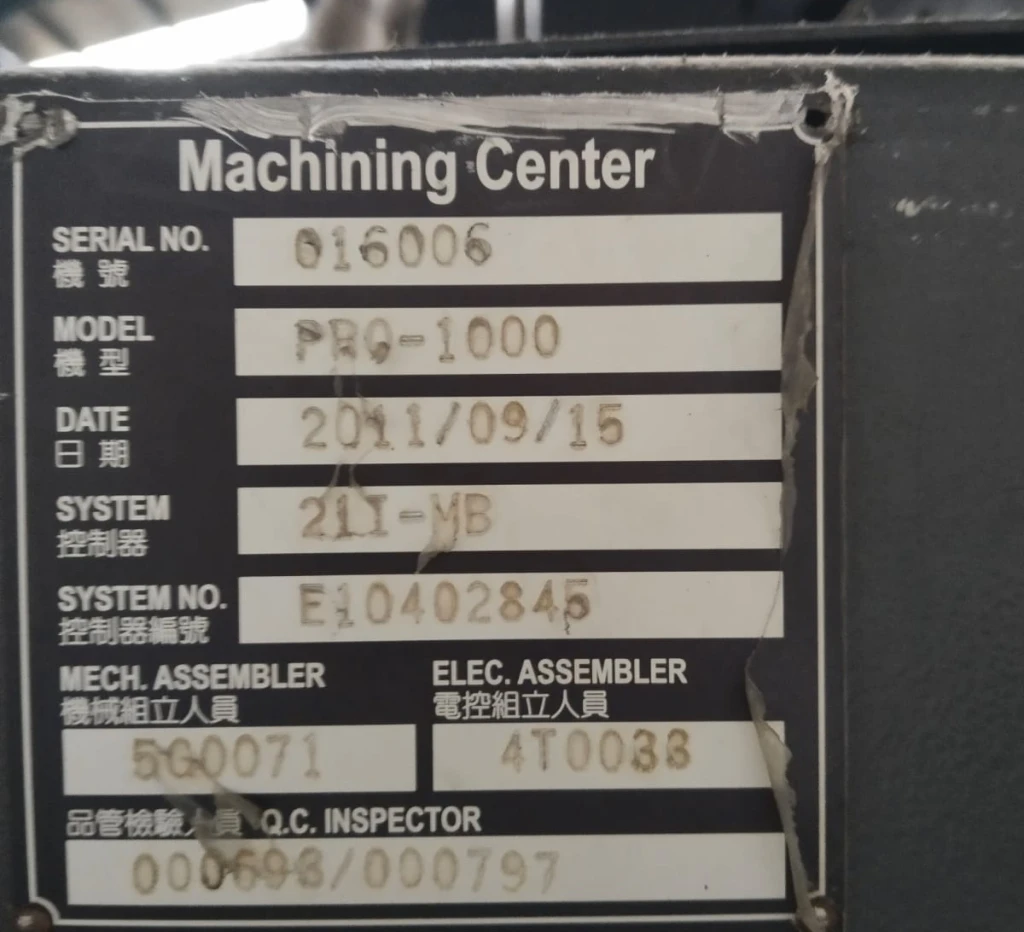 Machining Center
SERIAL NO. 016006
機 號
MODEL PRO-1000
機 型
DATE 2011/09/15
日 期
SYSTEM 21I-MB
控制器
SYSTEM NO. E10402845
控制器編號
MECH. ASSEMBLER ELEC. ASSEMBLER
機械組立人員 電控組立人員
5G0071 4T0033
品管檢驗人員 Q.C. INSPECTOR
000698/000797